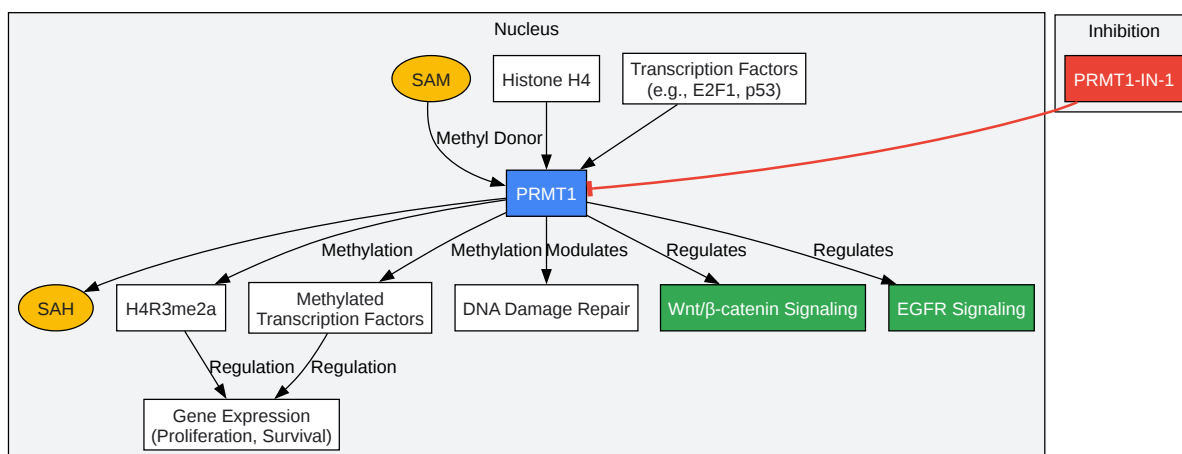 Nucleus
Inhibition
SAM
Histone H4
Transcription Factors
(e.g., E2F1, p53)
PRMT1-IN-1
Methyl Donor
PRMT1
Methylation
Methylation
Modulates
Regulates
Regulates
SAH
H4R3me2a
Methylated
Transcription Factors
DNA Damage Repair
Wnt/β-catenin Signaling
EGFR Signaling
Regulation
Regulation
Gene Expression
(Proliferation, Survival)